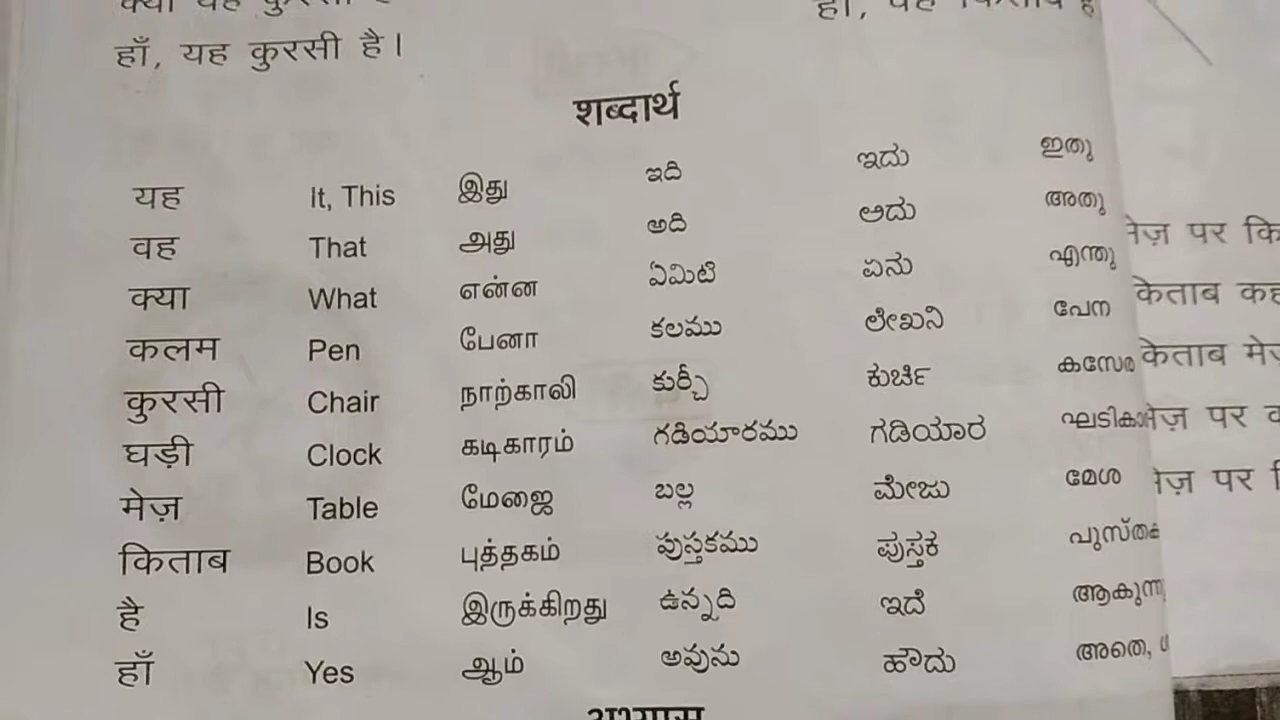 हाँ, यह कुरसी है।
शब्दार्थ
यह It, This இது ఇది ಇದು ഇതു
वह That அது అది ಅದು അതു
क्या What என்ன ఏమిటి ಏನು എന്തു
कलम Pen பேனா కలము ಲೇಖನಿ പേന
कुरसी Chair நாற்காலி కుర్చీ ಕುರ್ಚಿ
घड़ी Clock கடிகாரம் గడియారము ಗಡಿಯಾರ
मेज़ Table மேஜை బల్ల ಮೇಜು മേശ
किताब Book புத்தகம் పుస్తకము ಪುಸ್ತಕ
है Is இருக்கிறது ఉన్నది ಇದೆ
हाँ Yes ஆம் అవును ಹೌದು അതെ,
पर
मेज़ पर
पर